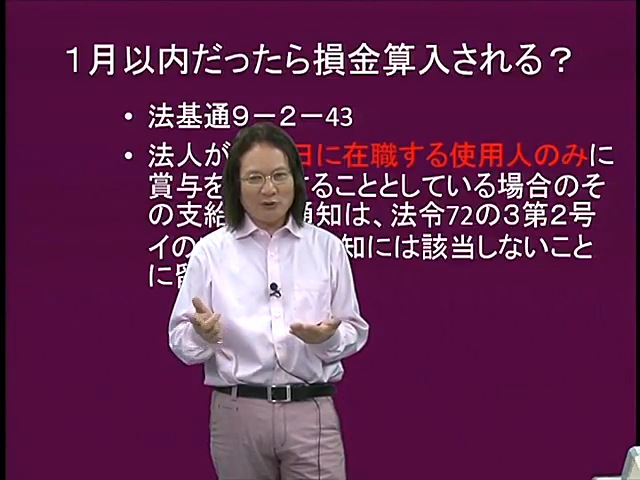 １月以内だったら損金算入される？
・法基通９－２－43
・法人が 日に在職する使用人のみに
賞与を することとしている場合のそ
の支給 通知は、法令72の３第２号
イの 知には該当しないこと
に